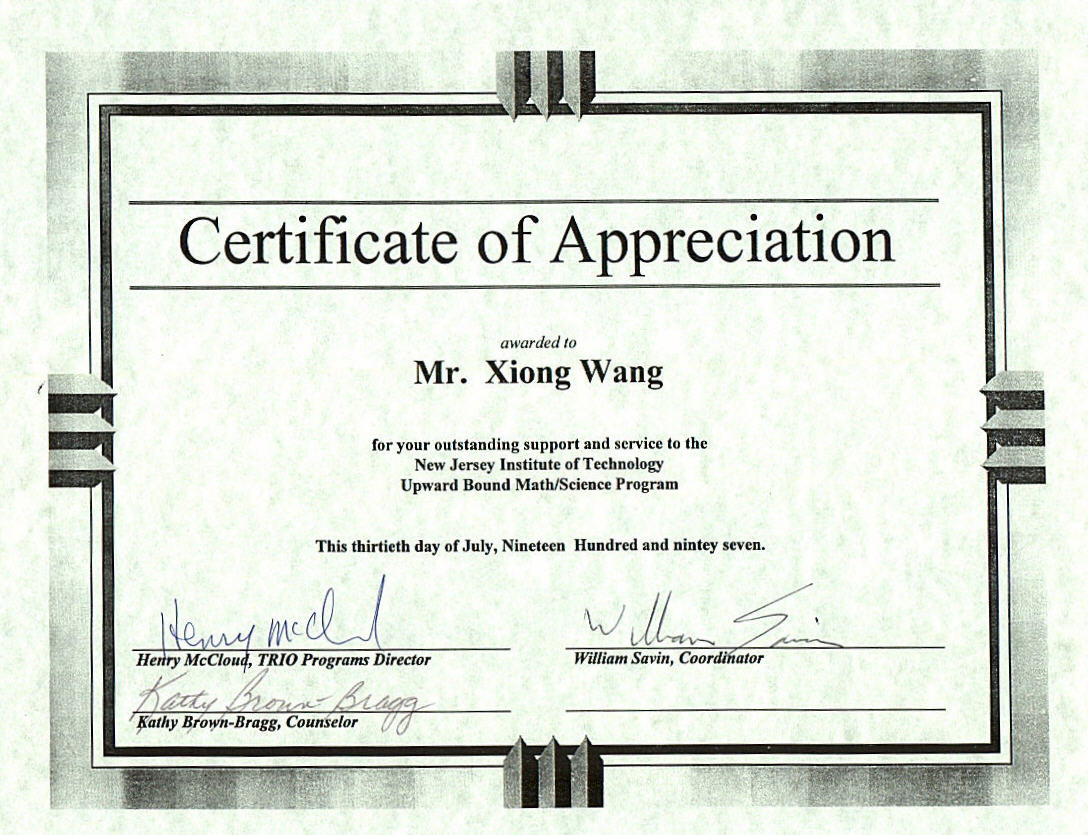 Certificate of Appreciation
awarded to
Mr. Xiong Wang
for your outstanding support and service to the
New Jersey Institute of Technology
Upward Bound Math/Science Program
This thirtieth day of July, Nineteen Hundred and nintey seven.
Henry McCloud
William Savin
Henry McCloud, TRIO Programs Director
William Savin, Coordinator
Kathy Brown-Bragg
Kathy Brown-Bragg, Counselor